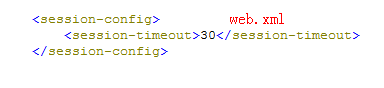 <session-config> web.xml
<session-timeout>30</session-timeout>
</session-config>